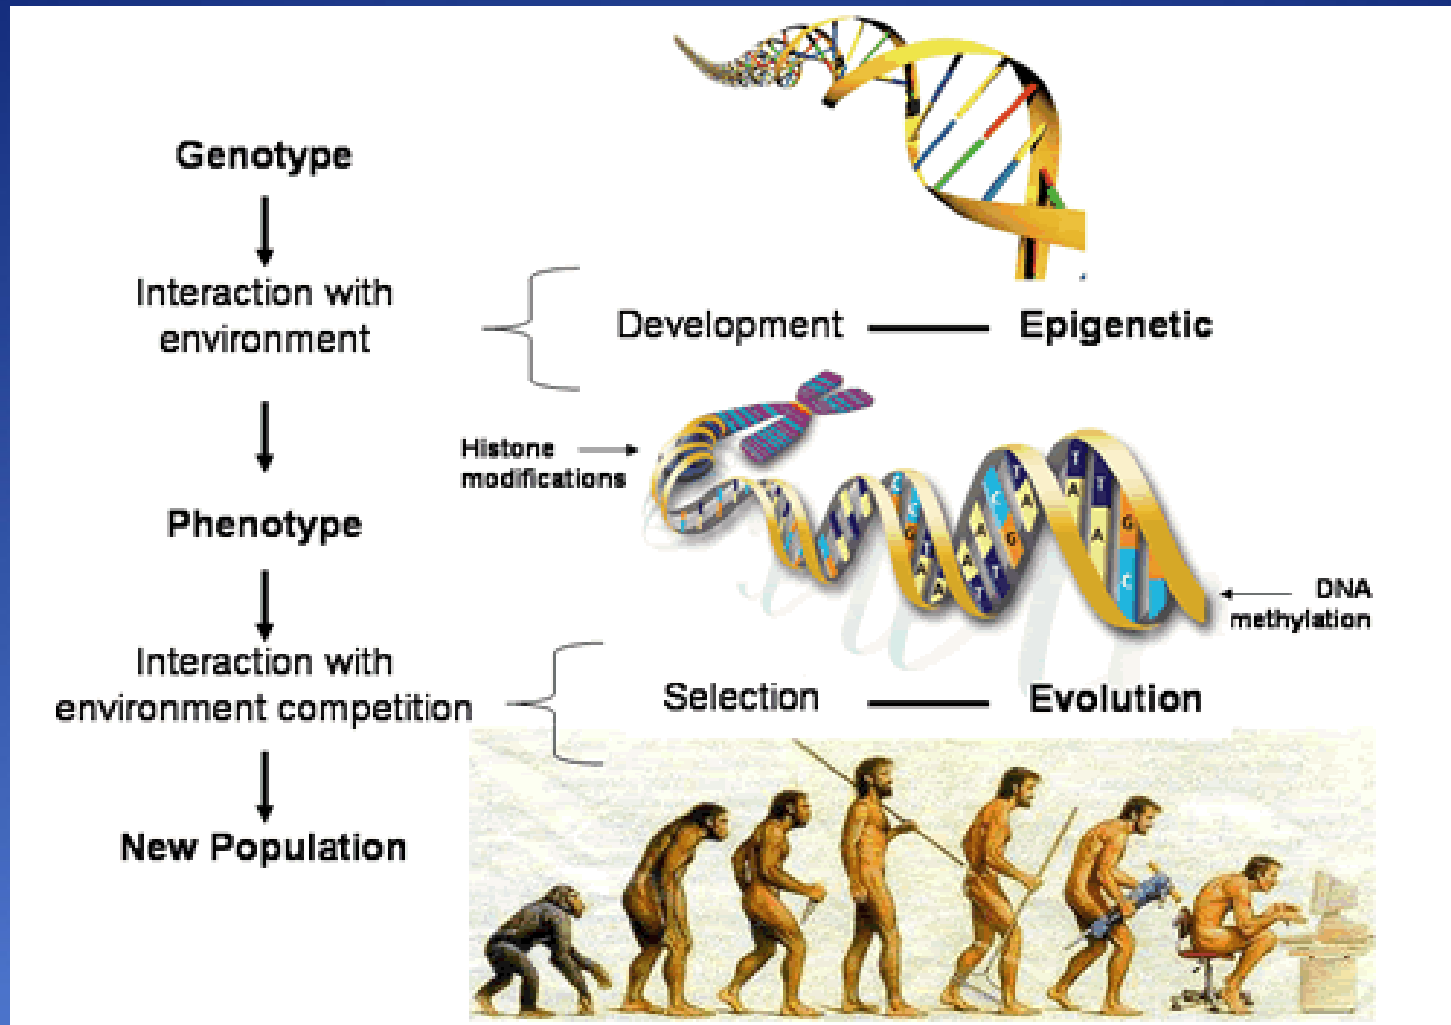 Genotype
Interaction with
environment
Development
Epigenetic
Histone
modifications
Phenotype
T
A
T
A
G
C
C
G
T
A
A
G
C
G
T
A
A
A
A
T
DNA
methylation
Interaction with
environment competition
Selection
Evolution
New Population